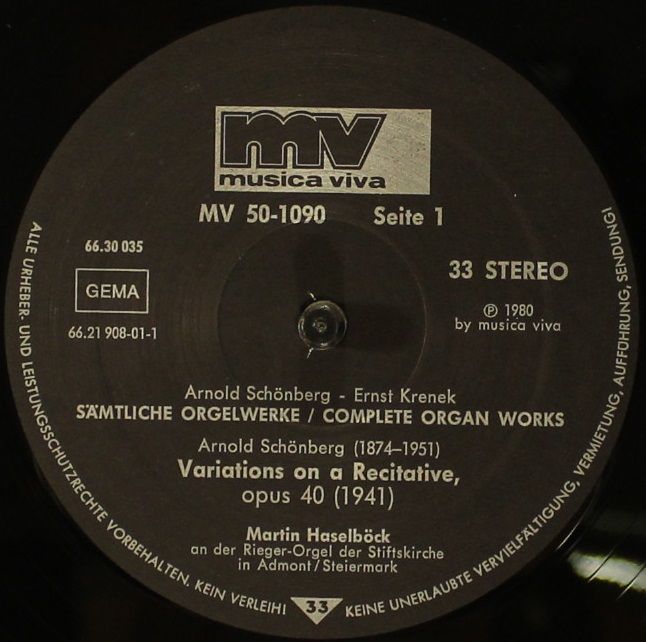 mv
musica viva
MV 50-1090 Seite 1
66.30 035
33 STEREO
GEMA
℗ 1980
by musica viva
66.21 908-01-1
Arnold Schönberg - Ernst Krenek
SÄMTLICHE ORGELWERKE / COMPLETE ORGAN WORKS
Arnold Schönberg (1874–1951)
Variations on a Recitative,
opus 40 (1941)
Martin Haselböck
an der Rieger-Orgel der Stiftskirche
in Admont/Steiermark
ALLE URHEBER- UND LEISTUNGSSCHUTZRECHTE VORBEHALTEN. KEIN VERLEIH! 33 KEINE UNERLAUBTE VERVIELFÄLTIGUNG, VERMIETUNG, AUFFÜHRUNG, SENDUNG!